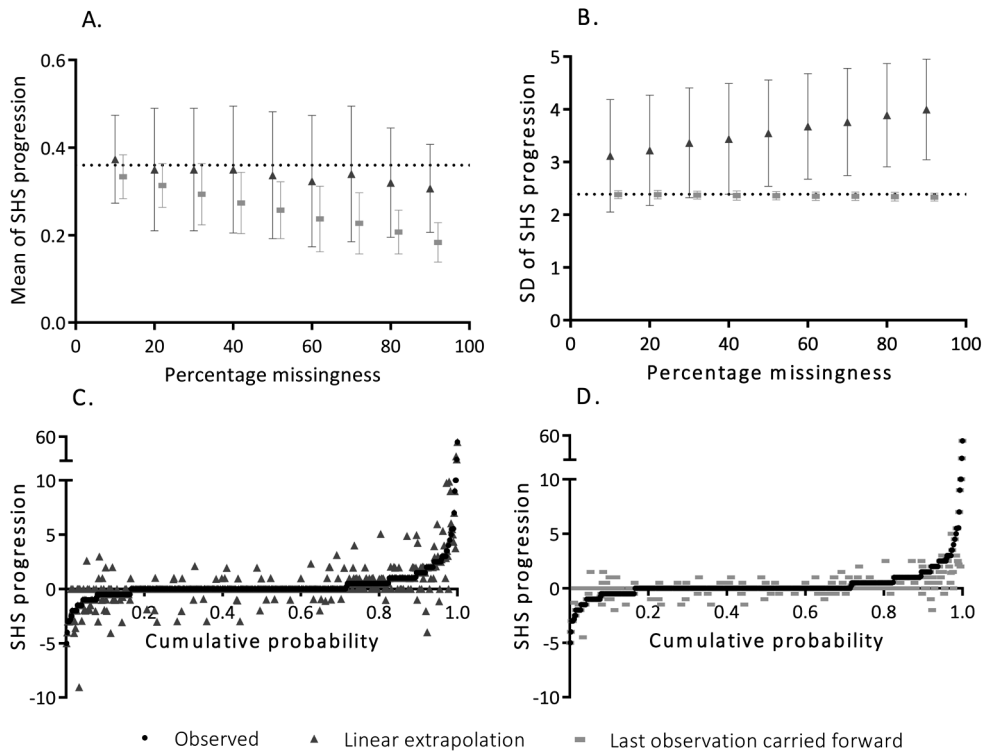 A.
Mean of SHS progression
0.6
0.4
0.2
0.0
0 20 40 60 80 100
Percentage missingness
B.
SD of SHS progression
5
4
3
2
1
0
0 20 40 60 80 100
Percentage missingness
C.
SHS progression
60
10
5
0
-5
-10
0.2 0.4 0.6 0.8 1.0
Cumulative probability
D.
SHS progression
60
10
5
0
-5
-10
0.2 0.4 0.6 0.8 1.0
Cumulative probability
Observed Linear extrapolation Last observation carried forward